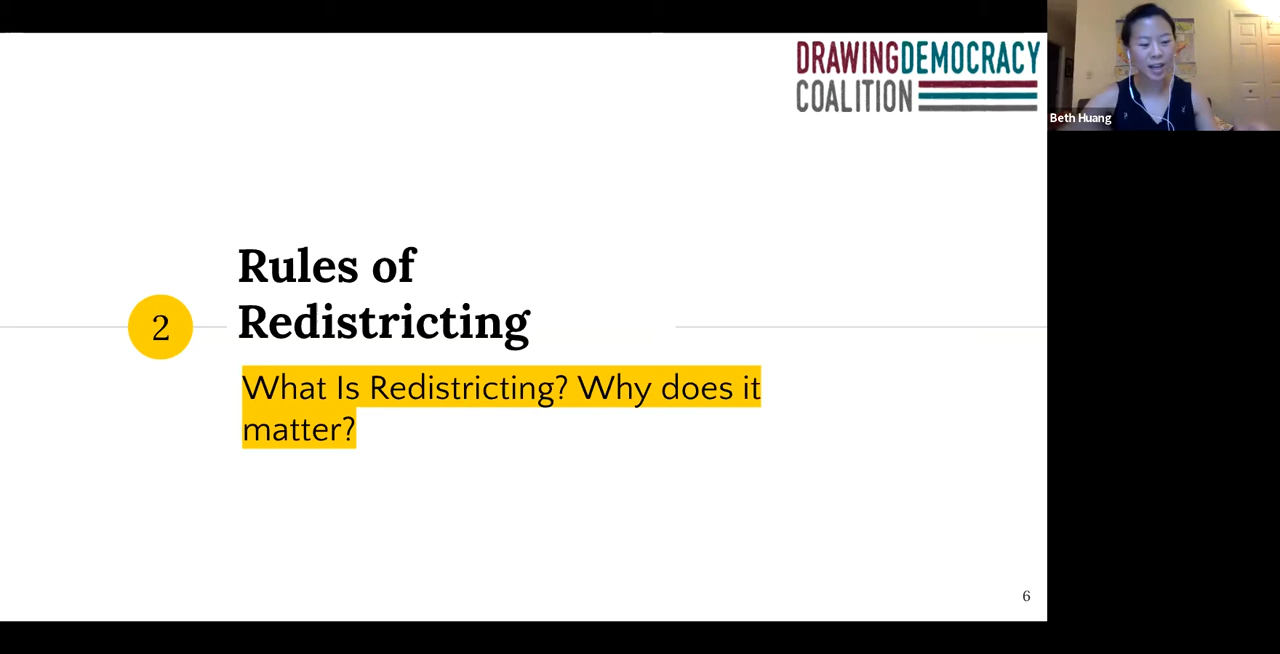 DRAWINGDEMOCRACY
COALITION
Beth Huang
Rules of
2
Redistricting
What Is Redistricting? Why does it
matter?
6